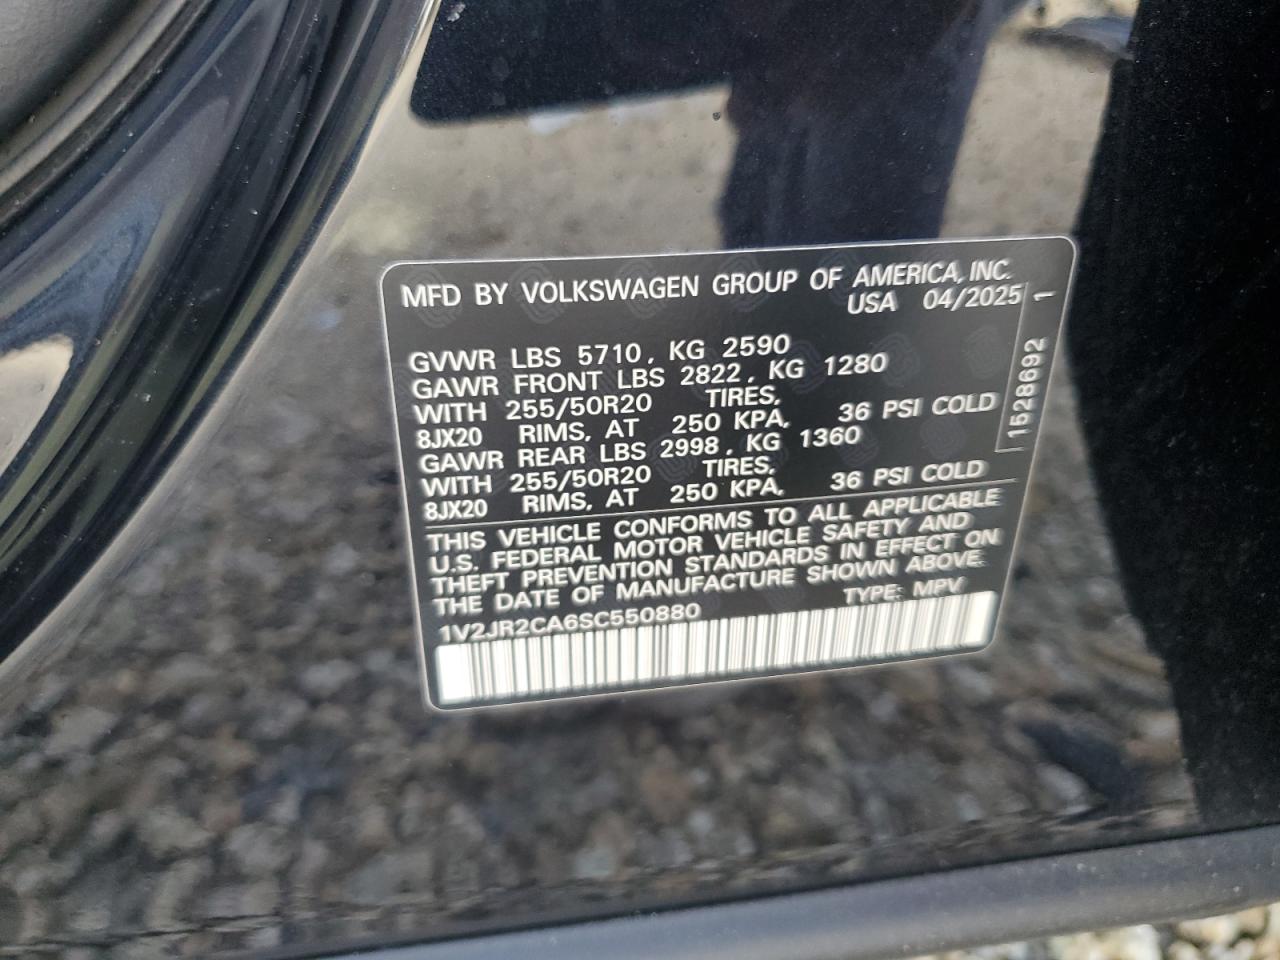 MFD BY VOLKSWAGEN GROUP OF AMERICA, INC.
USA 04/2025
GVWR LBS 5710, KG 2590
GAWR FRONT LBS 2822, KG 1280
WITH 255/50R20 TIRES,
8JX20 RIMS, AT 250 KPA, 36 PSI COLD
GAWR REAR LBS 2998, KG 1360
WITH 255/50R20 TIRES,
8JX20 RIMS, AT 250 KPA, 36 PSI COLD
THIS VEHICLE CONFORMS TO ALL APPLICABLE
U.S. FEDERAL MOTOR VEHICLE SAFETY AND
THEFT PREVENTION STANDARDS IN EFFECT ON
THE DATE OF MANUFACTURE SHOWN ABOVE.
1V2JR2CA6SC550880 TYPE: MPV
1528692 1